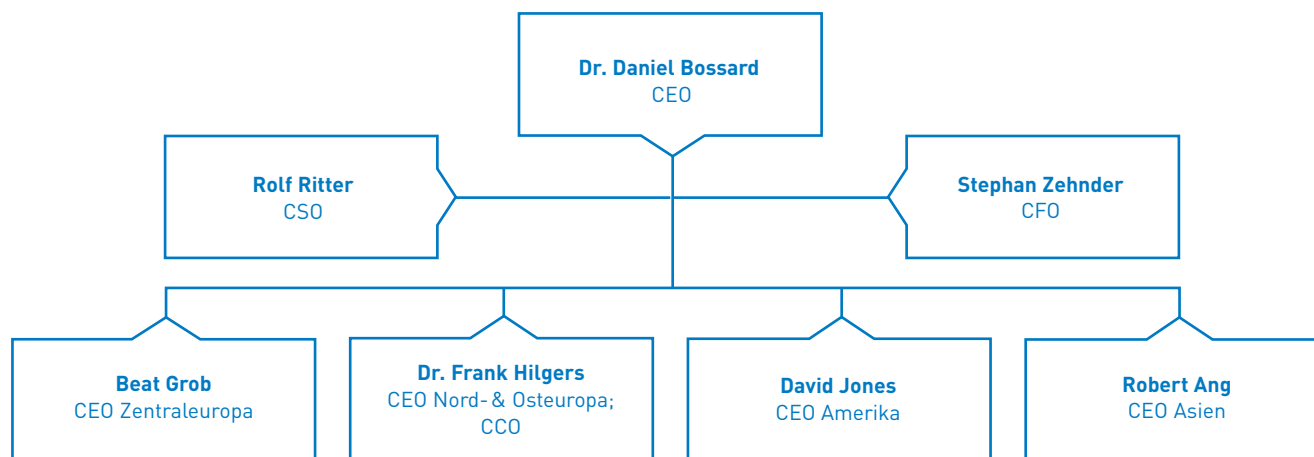 Dr. Daniel Bossard
CEO
Rolf Ritter
CSO
Stephan Zehnder
CFO
Beat Grob
CEO Zentraleuropa
Dr. Frank Hilgers
CEO Nord- & Osteuropa;
CCO
David Jones
CEO Amerika
Robert Ang
CEO Asien